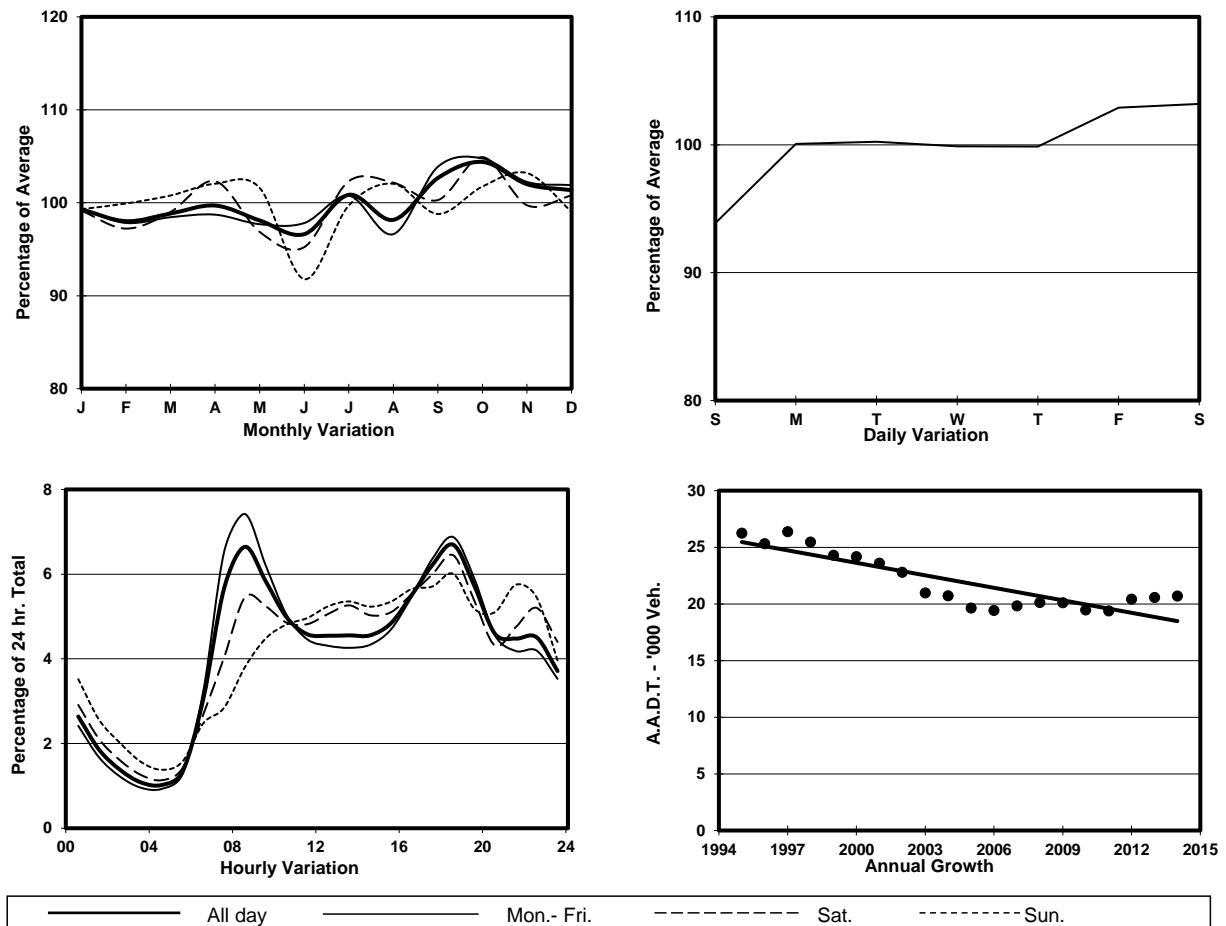 120
110
100
90
80
Percentage of Average
J F M A M J J A S O N D
Monthly Variation
110
100
90
80
Percentage of Average
S M T W T F S
Daily Variation
8
6
4
2
0
Percentage of 24 hr. Total
00 04 08 12 16 20 24
Hourly Variation
30
25
20
15
10
5
0
A.A.D.T. - '000 Veh.
1994 1997 2000 2003 2006 2009 2012 2015
Annual Growth
All day Mon.- Fri. Sat. Sun.